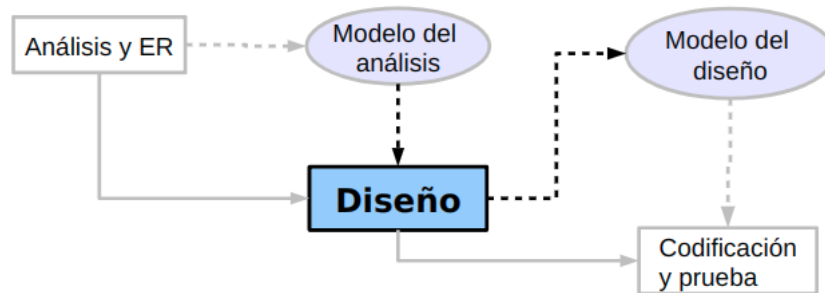 Análisis y ER
Modelo del
análisis
Modelo del
diseño
Diseño
Codificación
y prueba